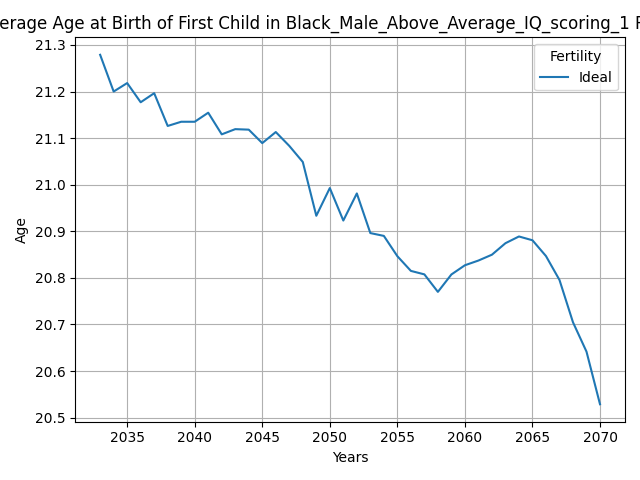 erage Age at Birth of First Child in Black_Male_Above_Average_IQ_scoring_1
21.3
21.2
21.1
21.0
20.9
20.8
20.7
20.6
20.5
Age
Fertility
Ideal
2035 2040 2045 2050 2055 2060 2065 2070
Years